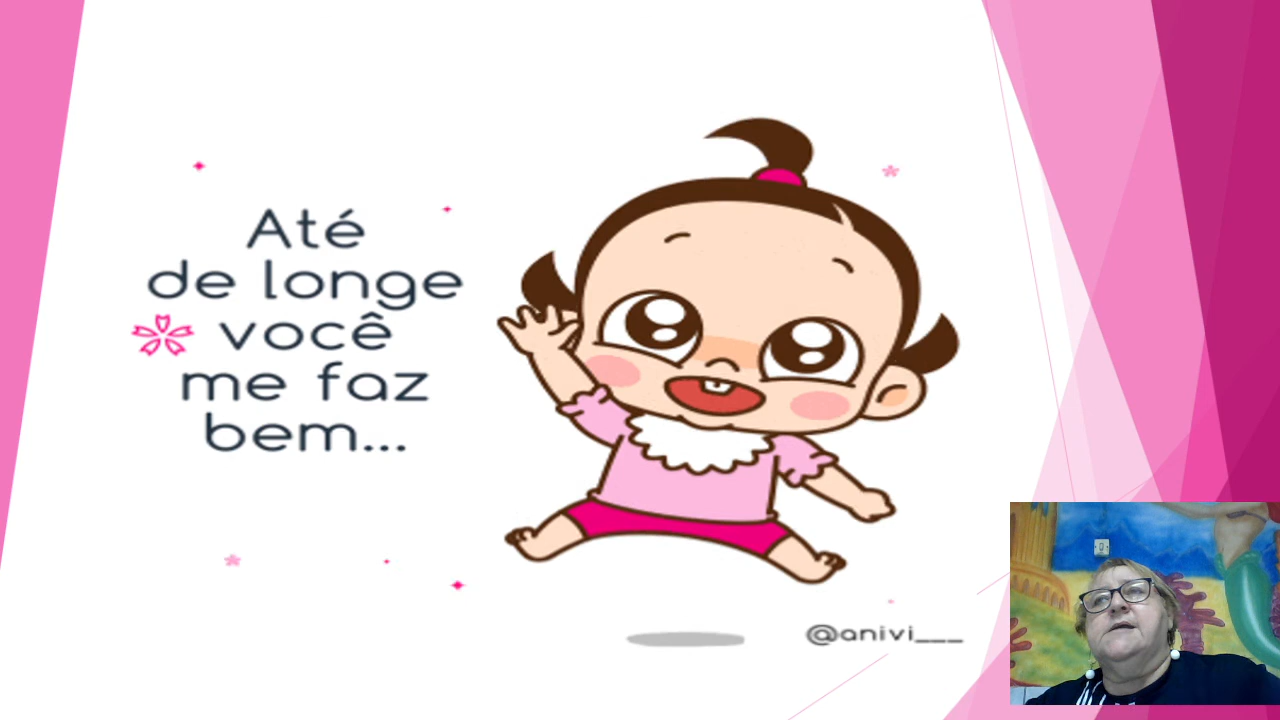 Até
de longe
você
me faz
bem...
@anivi___